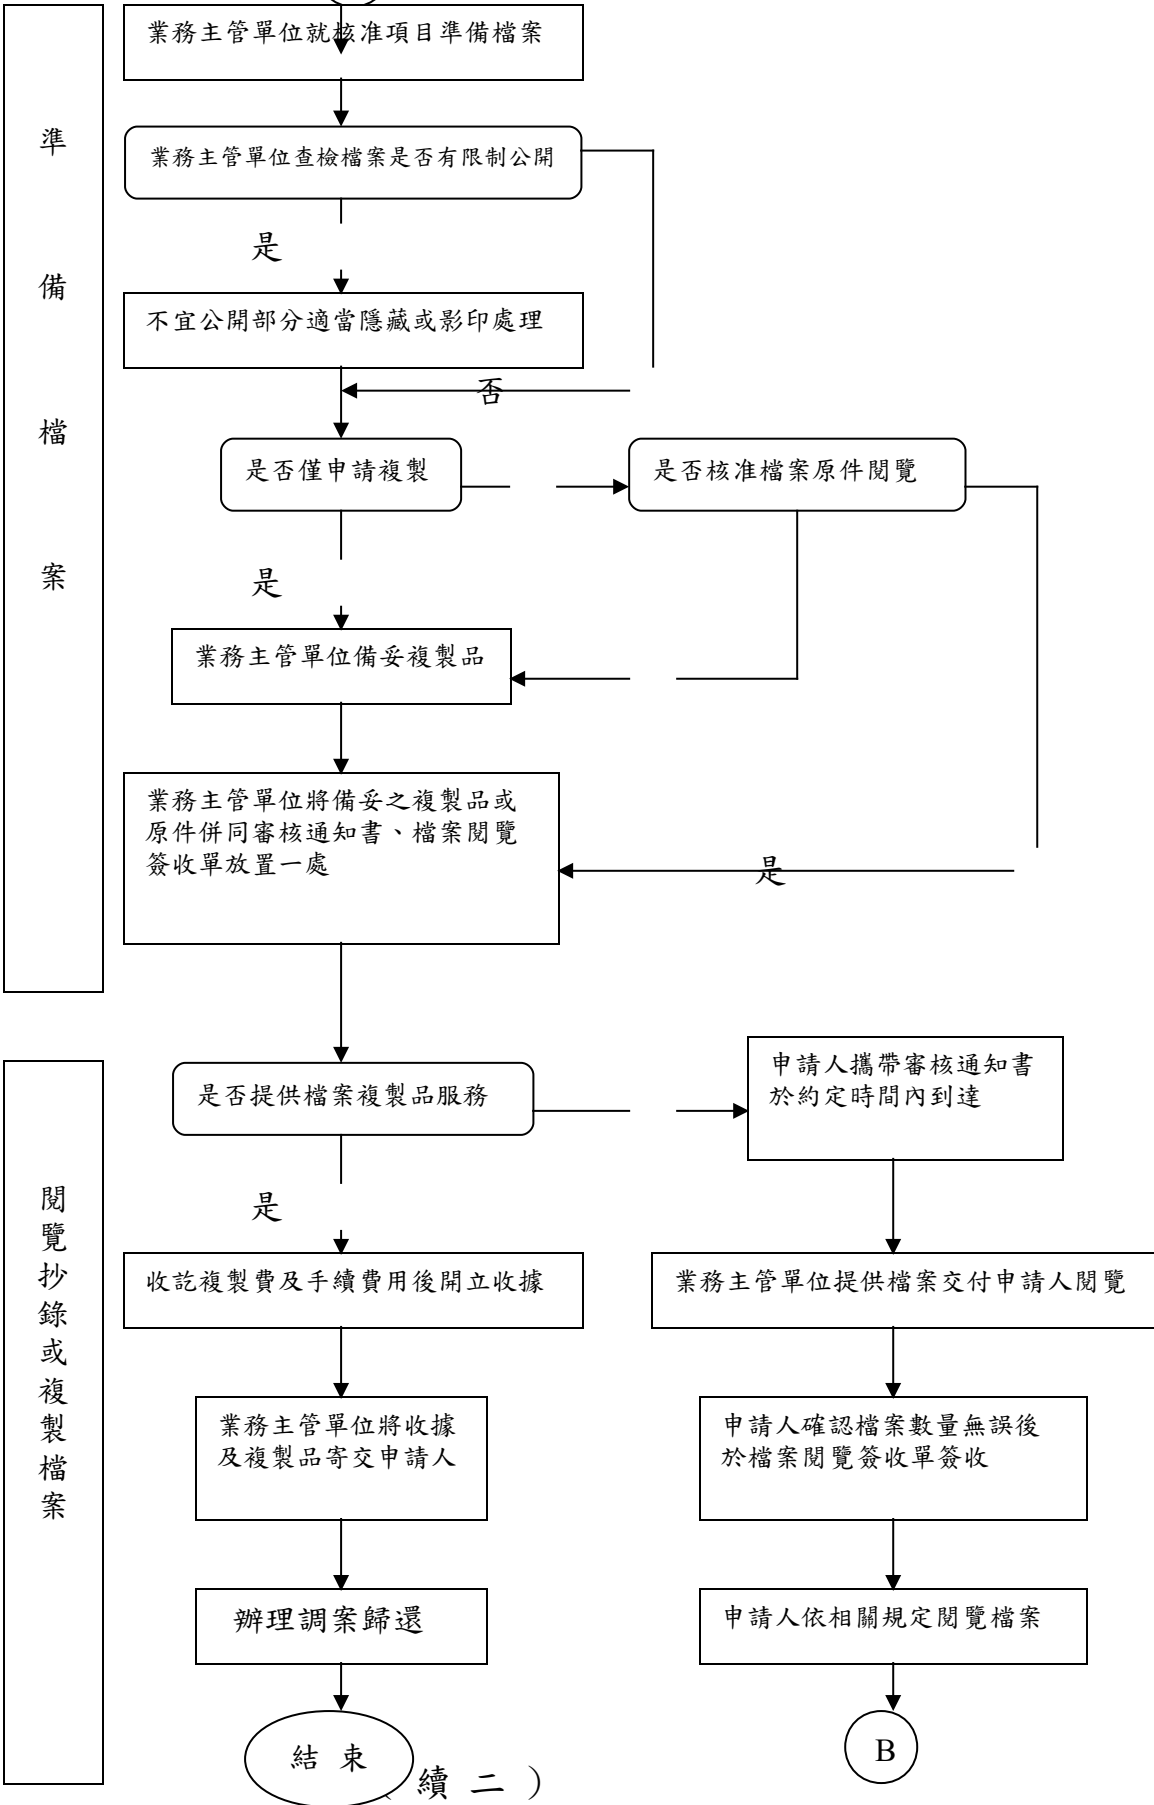 準備檔案
業務主管單位就核准項目準備檔案
業務主管單位查檢檔案是否有限制公開
是
不宜公開部分適當隱藏或影印處理
否
是否僅申請複製
是否核准檔案原件閱覽
是
業務主管單位備妥複製品
業務主管單位將備妥之複製品或
原件併同審核通知書、檔案閱覽
簽收單放置一處
是
閱覽抄錄或複製檔案
是否提供檔案複製品服務
申請人攜帶審核通知書
於約定時間內到達
是
收訖複製費及手續費用後開立收據
業務主管單位提供檔案交付申請人閱覽
業務主管單位將收據
及複製品寄交申請人
申請人確認檔案數量無誤後
於檔案閱覽簽收單簽收
辦理調案歸還
申請人依相關規定閱覽檔案
結 束
B
續 二 ）